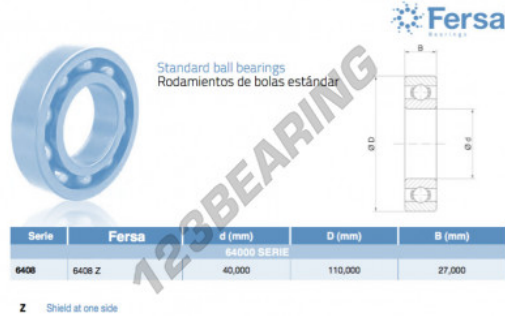 Fersa
Bearings
Standard ball bearings
Rodamientos de bolas estándar
B
Ø D
Ø d
123BEARING
Serie Fersa d (mm) D (mm) B (mm)
64000 SERIE
6408 6408 Z 40,000 110,000 27,000
Z Shield at one side